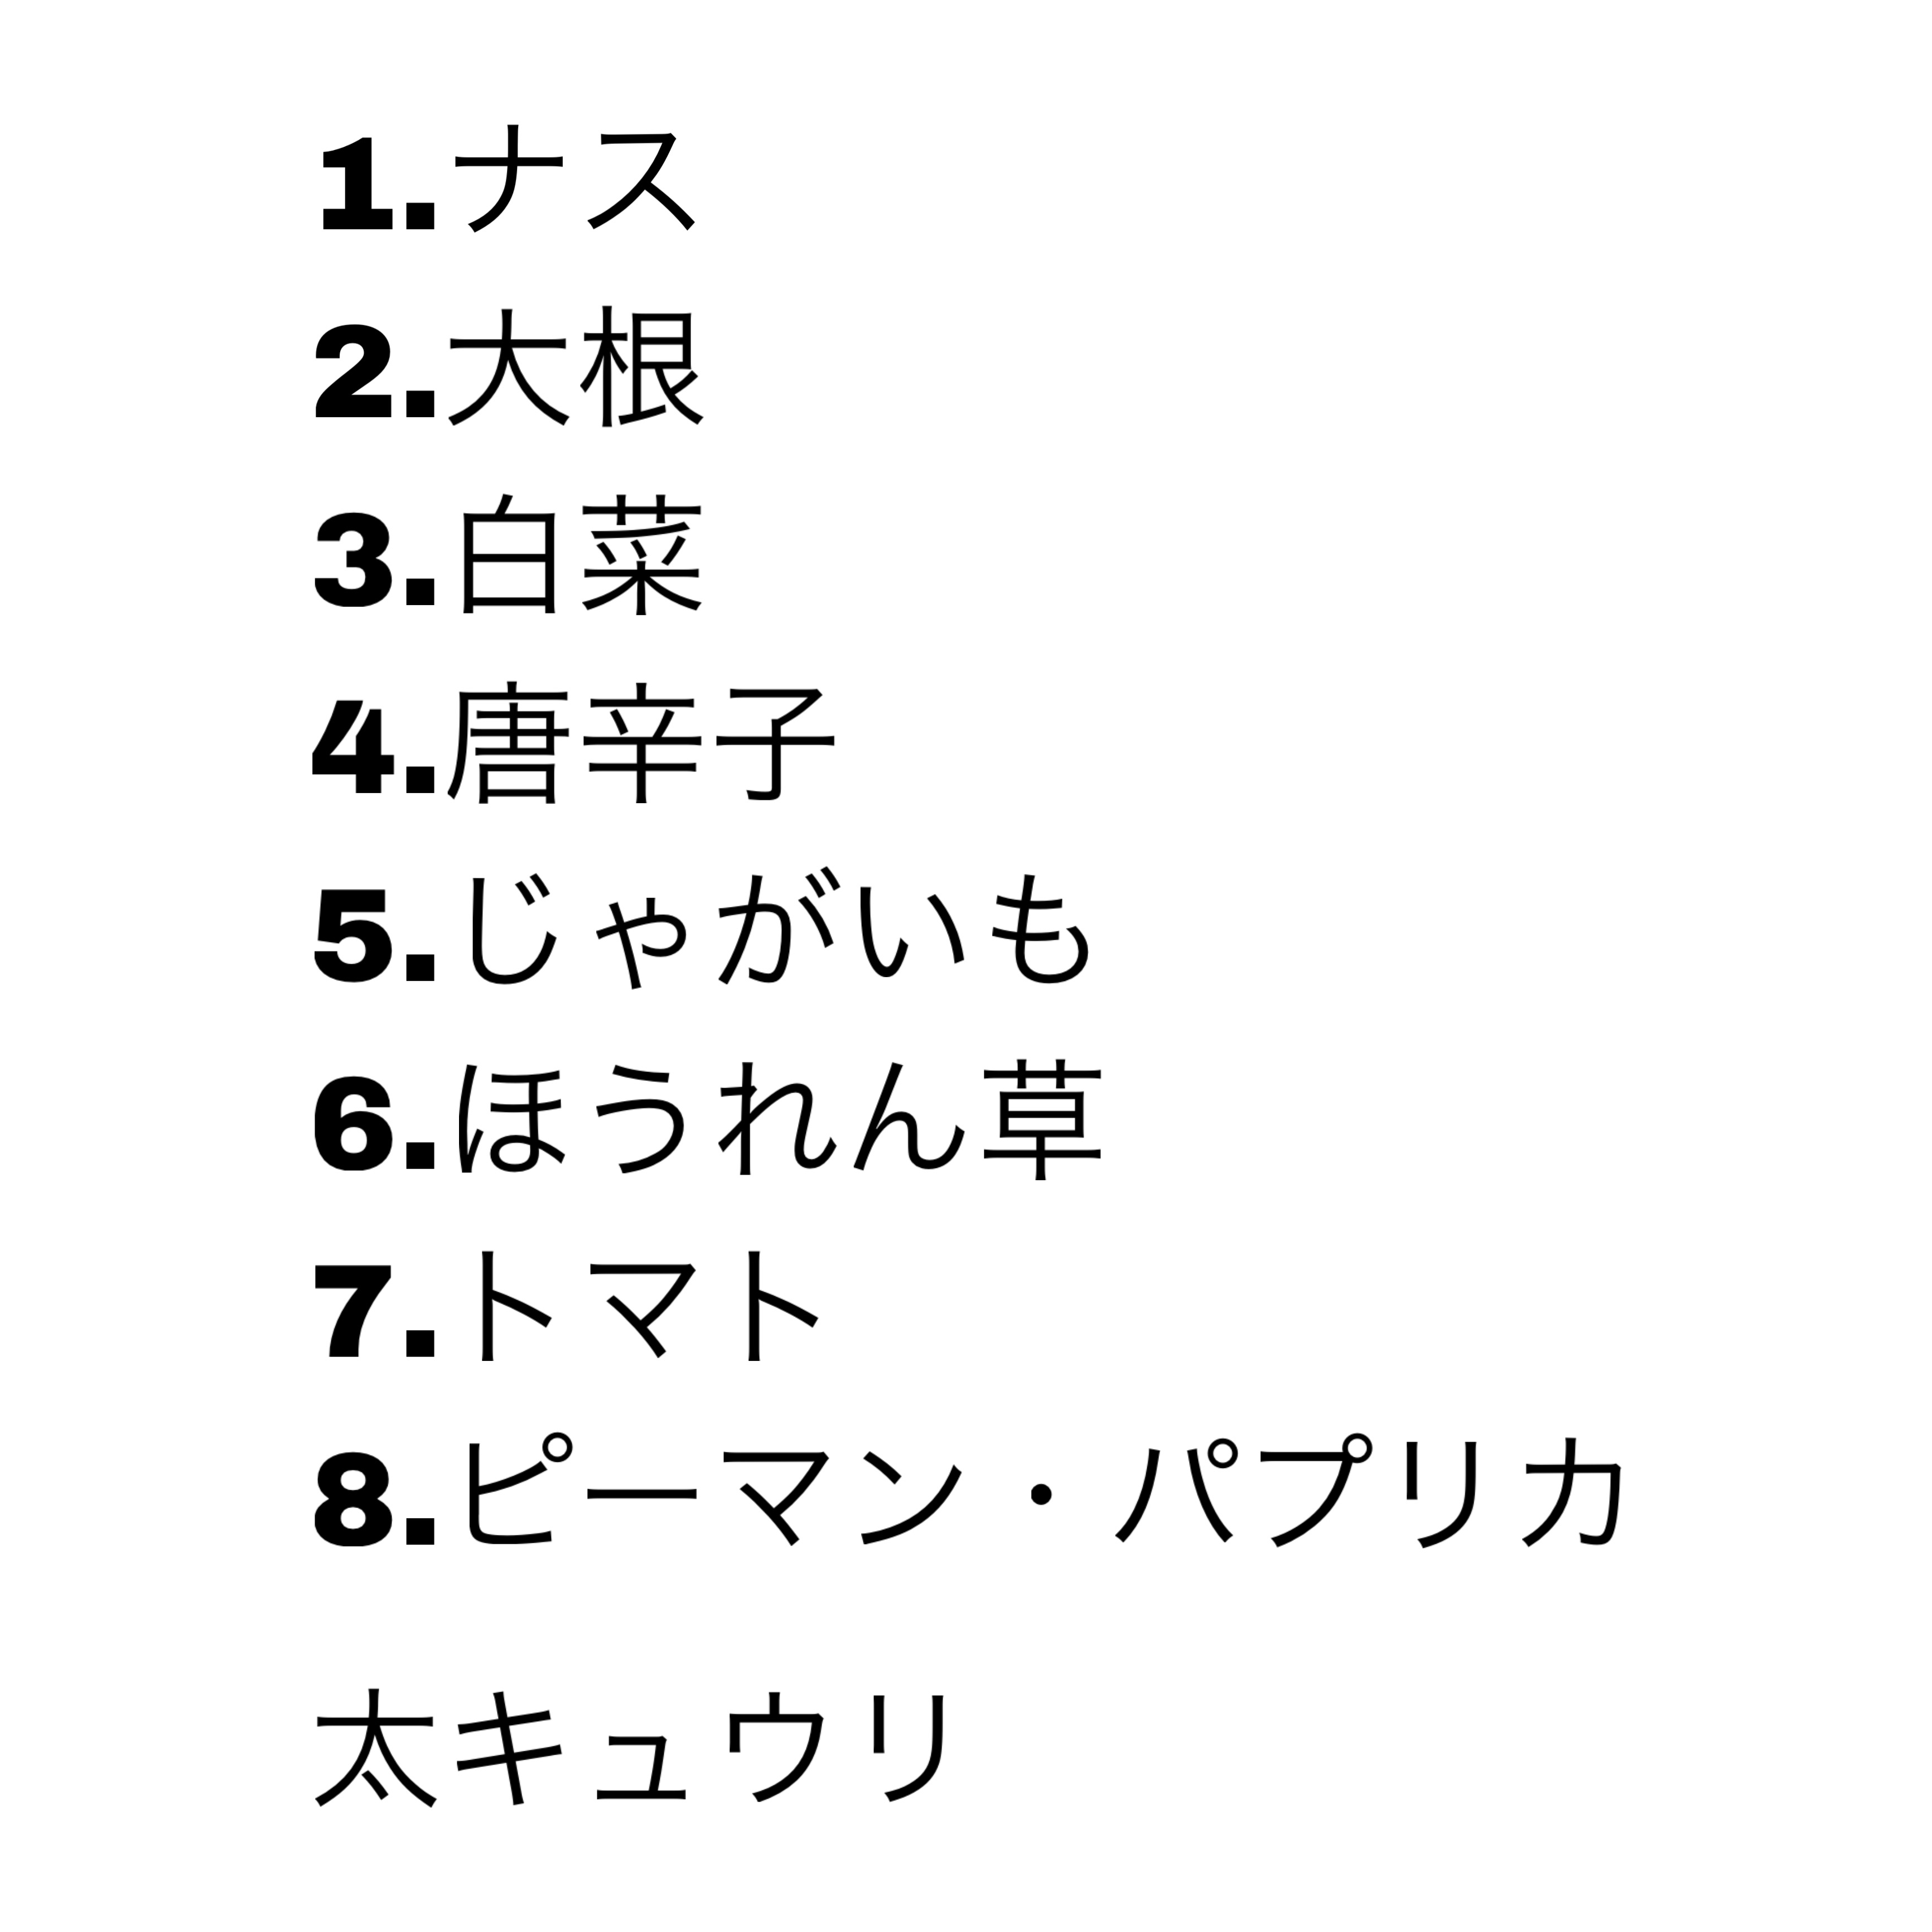 1.ナス
2.大根
3.白菜
4.唐辛子
5.じゃがいも
6.ほうれん草
7.トマト
8.ピーマン・パプリカ
太キュウリ